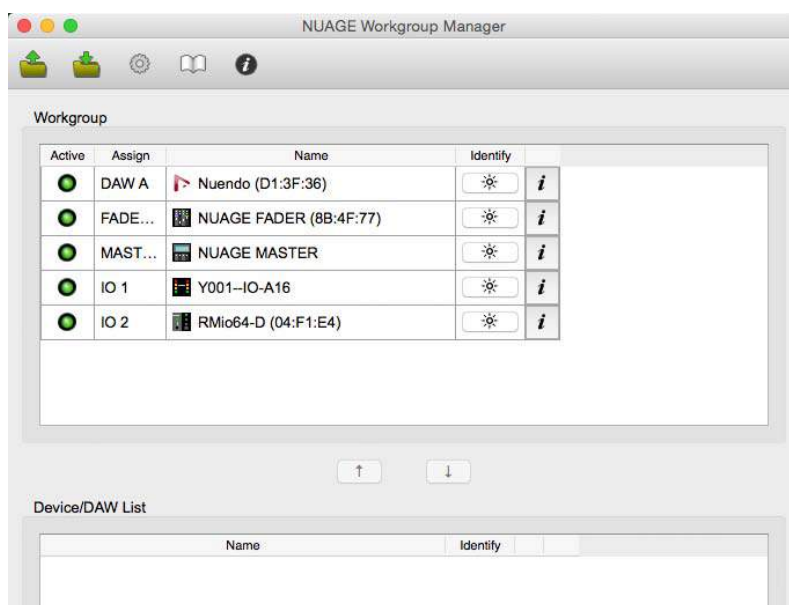 NUAGE Workgroup Manager
Workgroup
Active Assign Name Identify
DAW A Nuendo (D1:3F:36) i
FADE... NUAGE FADER (8B:4F:77) i
MAST... NUAGE MASTER i
IO 1 Y001--IO-A16 i
IO 2 RMio64-D (04:F1:E4) i
↑ ↓
Device/DAW List
Name Identify